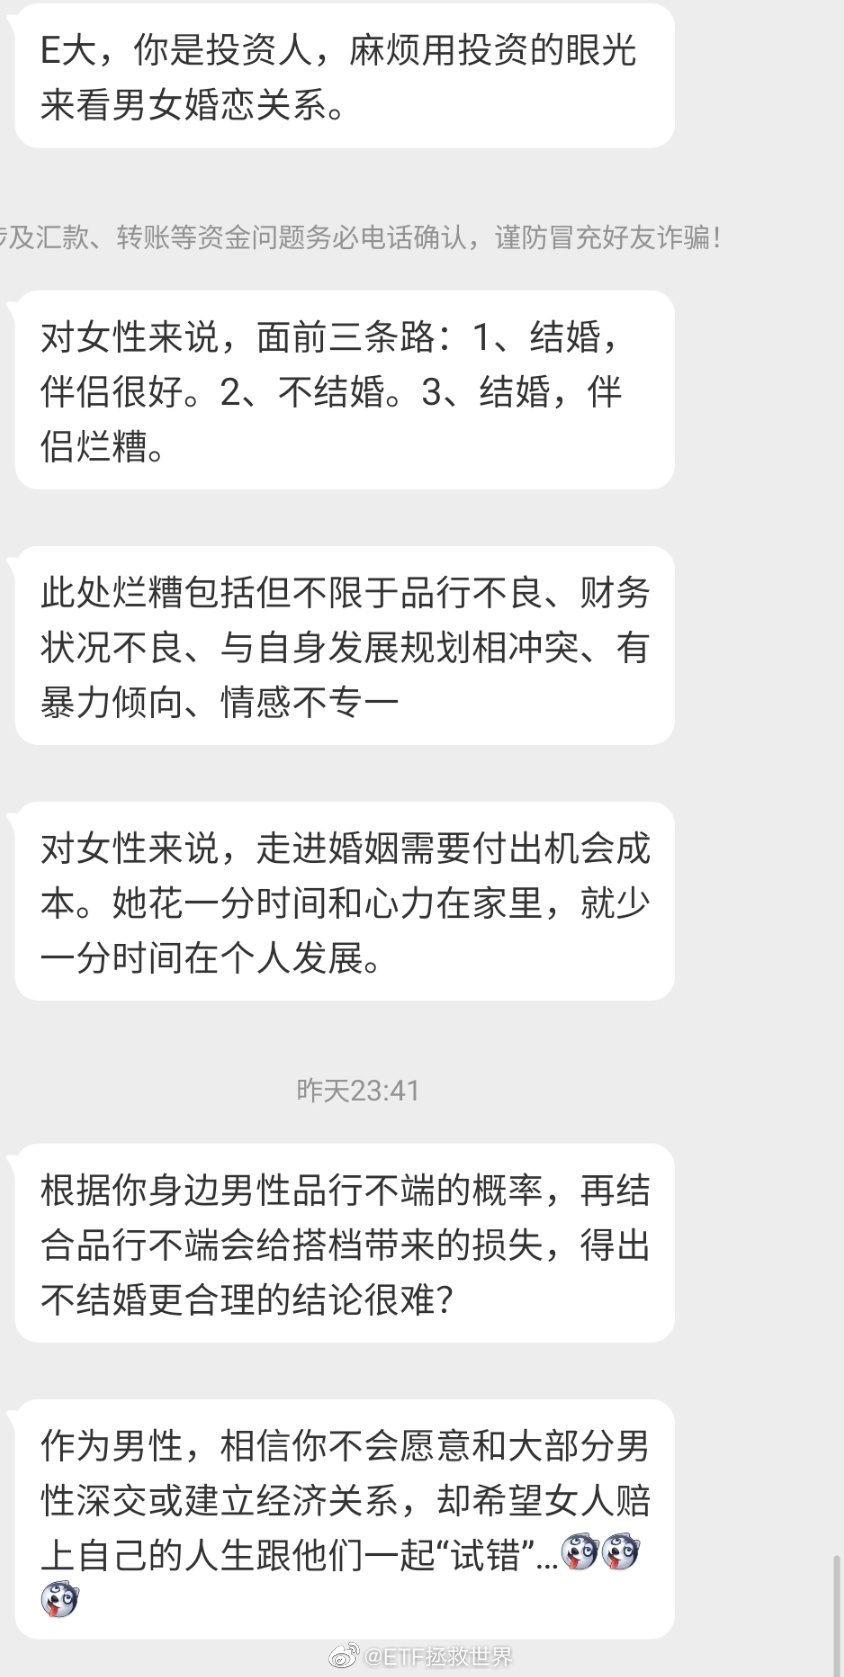 E大，你是投资人，麻烦用投资的眼光
来看男女婚恋关系。
及汇款、转账等资金问题务必电话确认，谨防冒充好友诈骗！
对女性来说，面前三条路：1、结婚，
伴侣很好。2、不结婚。3、结婚，伴
侣烂糟。
此处烂糟包括但不限于品行不良、财务
状况不良、与自身发展规划相冲突、有
暴力倾向、情感不专一
对女性来说，走进婚姻需要付出机会成
本。她花一分时间和心力在家里，就少
一分时间在个人发展。
昨天23:41
根据你身边男性品行不端的概率，再结
合品行不端会给搭档带来的损失，得出
不结婚更合理的结论很难？
作为男性，相信你不会愿意和大部分男
性深交或建立经济关系，却希望女人赔
上自己的人生跟他们一起“试错”...
@ETF拯救世界